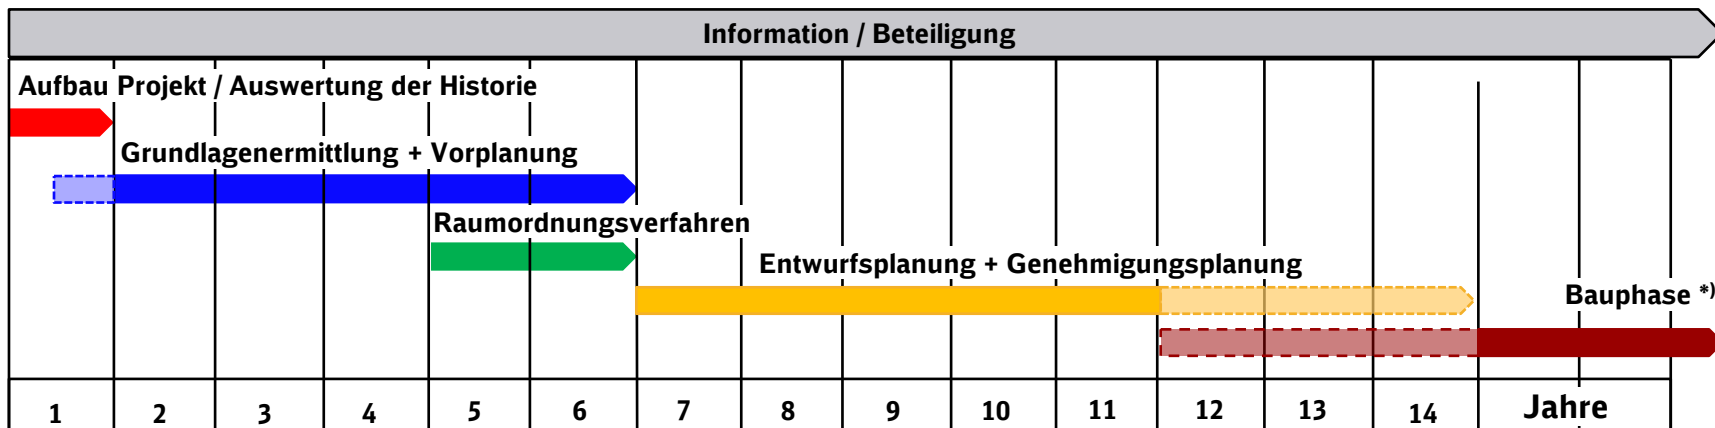 Information / Beteiligung
Aufbau Projekt / Auswertung der Historie
Grundlagenermittlung + Vorplanung
Raumordnungsverfahren
Entwurfsplanung + Genehmigungsplanung
Bauphase *)
1 2 3 4 5 6 7 8 9 10 11 12 13 14 Jahre